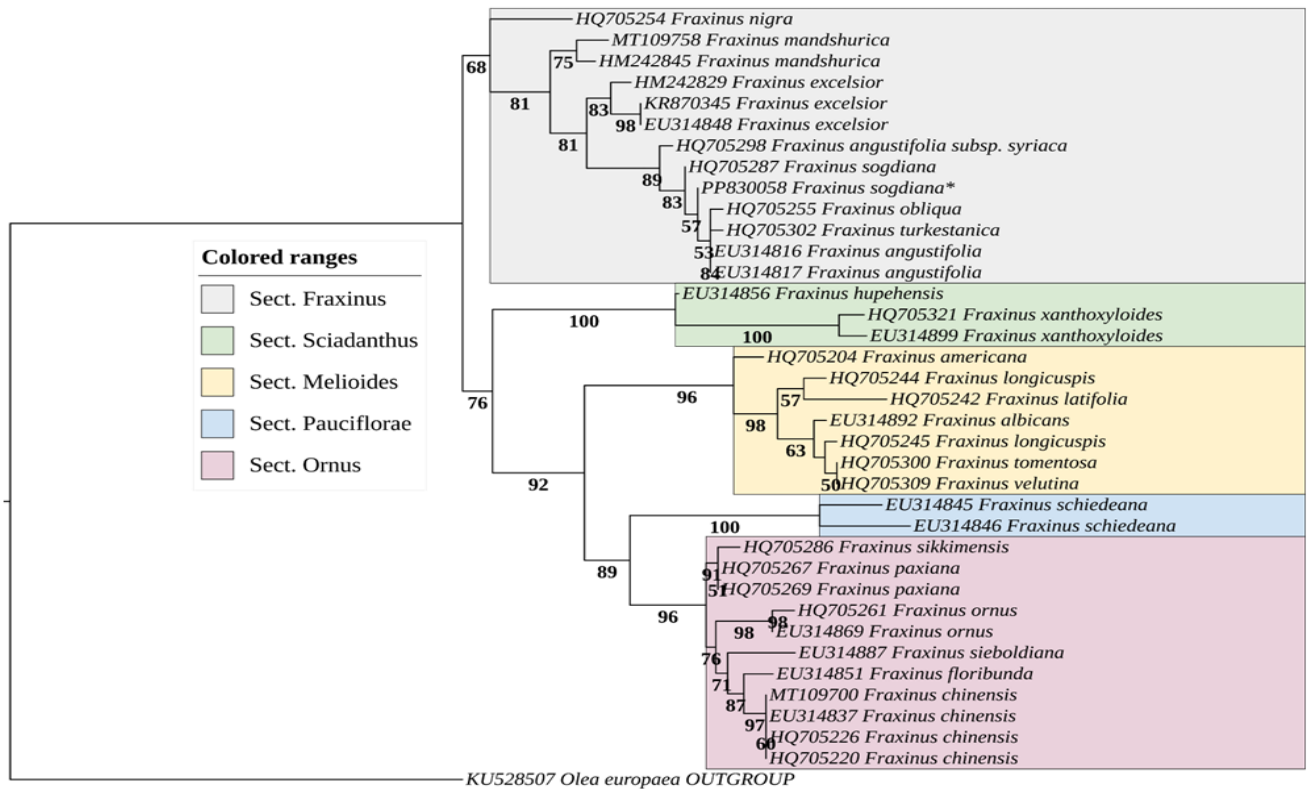 HQ705254 Fraxinus nigra
MT109758 Fraxinus mandshurica
75
HM242845 Fraxinus mandshurica
68
HM242829 Fraxinus excelsior
81
83
KR870345 Fraxinus excelsior
98
EU314848 Fraxinus excelsior
81
HQ705298 Fraxinus angustifolia subsp. syriaca
HQ705287 Fraxinus sogdiana
89
PP830058 Fraxinus sogdiana*
83
HQ705255 Fraxinus obliqua
57
HQ705302 Fraxinus turkestanica
53
EU314816 Fraxinus angustifolia
84
EU314817 Fraxinus angustifolia
Colored ranges
Sect. Fraxinus
Sect. Sciadanthus
Sect. Melioides
Sect. Pauciflorae
Sect. Ornus
EU314856 Fraxinus hupehensis
100
HQ705321 Fraxinus xanthoxyloides
100
EU314899 Fraxinus xanthoxyloides
HQ705204 Fraxinus americana
76
96
HQ705244 Fraxinus longicuspis
57
HQ705242 Fraxinus latifolia
98
EU314892 Fraxinus albicans
63
HQ705245 Fraxinus longicuspis
HQ705300 Fraxinus tomentosa
92
50
HQ705309 Fraxinus velutina
EU314845 Fraxinus schiedeana
100
EU314846 Fraxinus schiedeana
HQ705286 Fraxinus sikkimensis
89
91
HQ705267 Fraxinus paxiana
51
HQ705269 Fraxinus paxiana
96
HQ705261 Fraxinus ornus
98
98
EU314869 Fraxinus ornus
76
EU314887 Fraxinus sieboldiana
71
EU314851 Fraxinus floribunda
87
MT109700 Fraxinus chinensis
97
EU314837 Fraxinus chinensis
60
HQ705226 Fraxinus chinensis
HQ705220 Fraxinus chinensis
KU528507 Olea europaea OUTGROUP